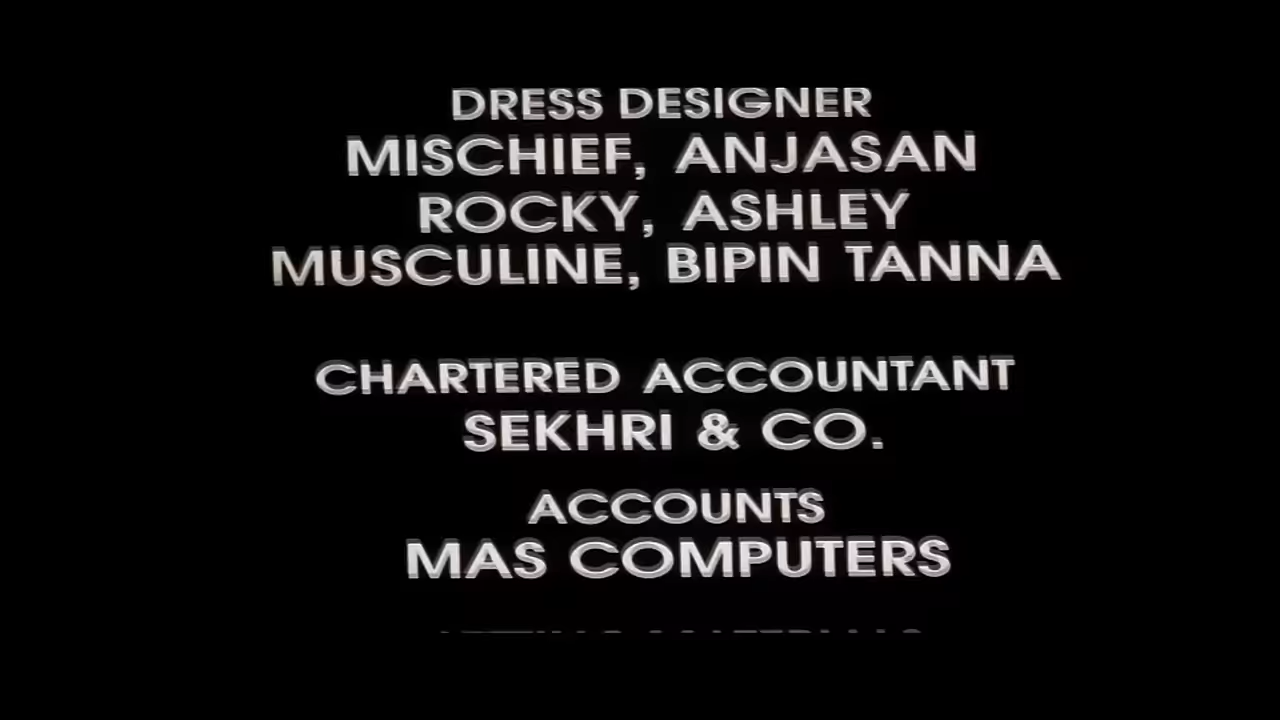 DRESS DESIGNER
MISCHIEF, ANJASAN
ROCKY, ASHLEY
MUSCULINE, BIPIN TANNA
CHARTERED ACCOUNTANT
SEKHRI & CO.
ACCOUNTS
MAS COMPUTERS